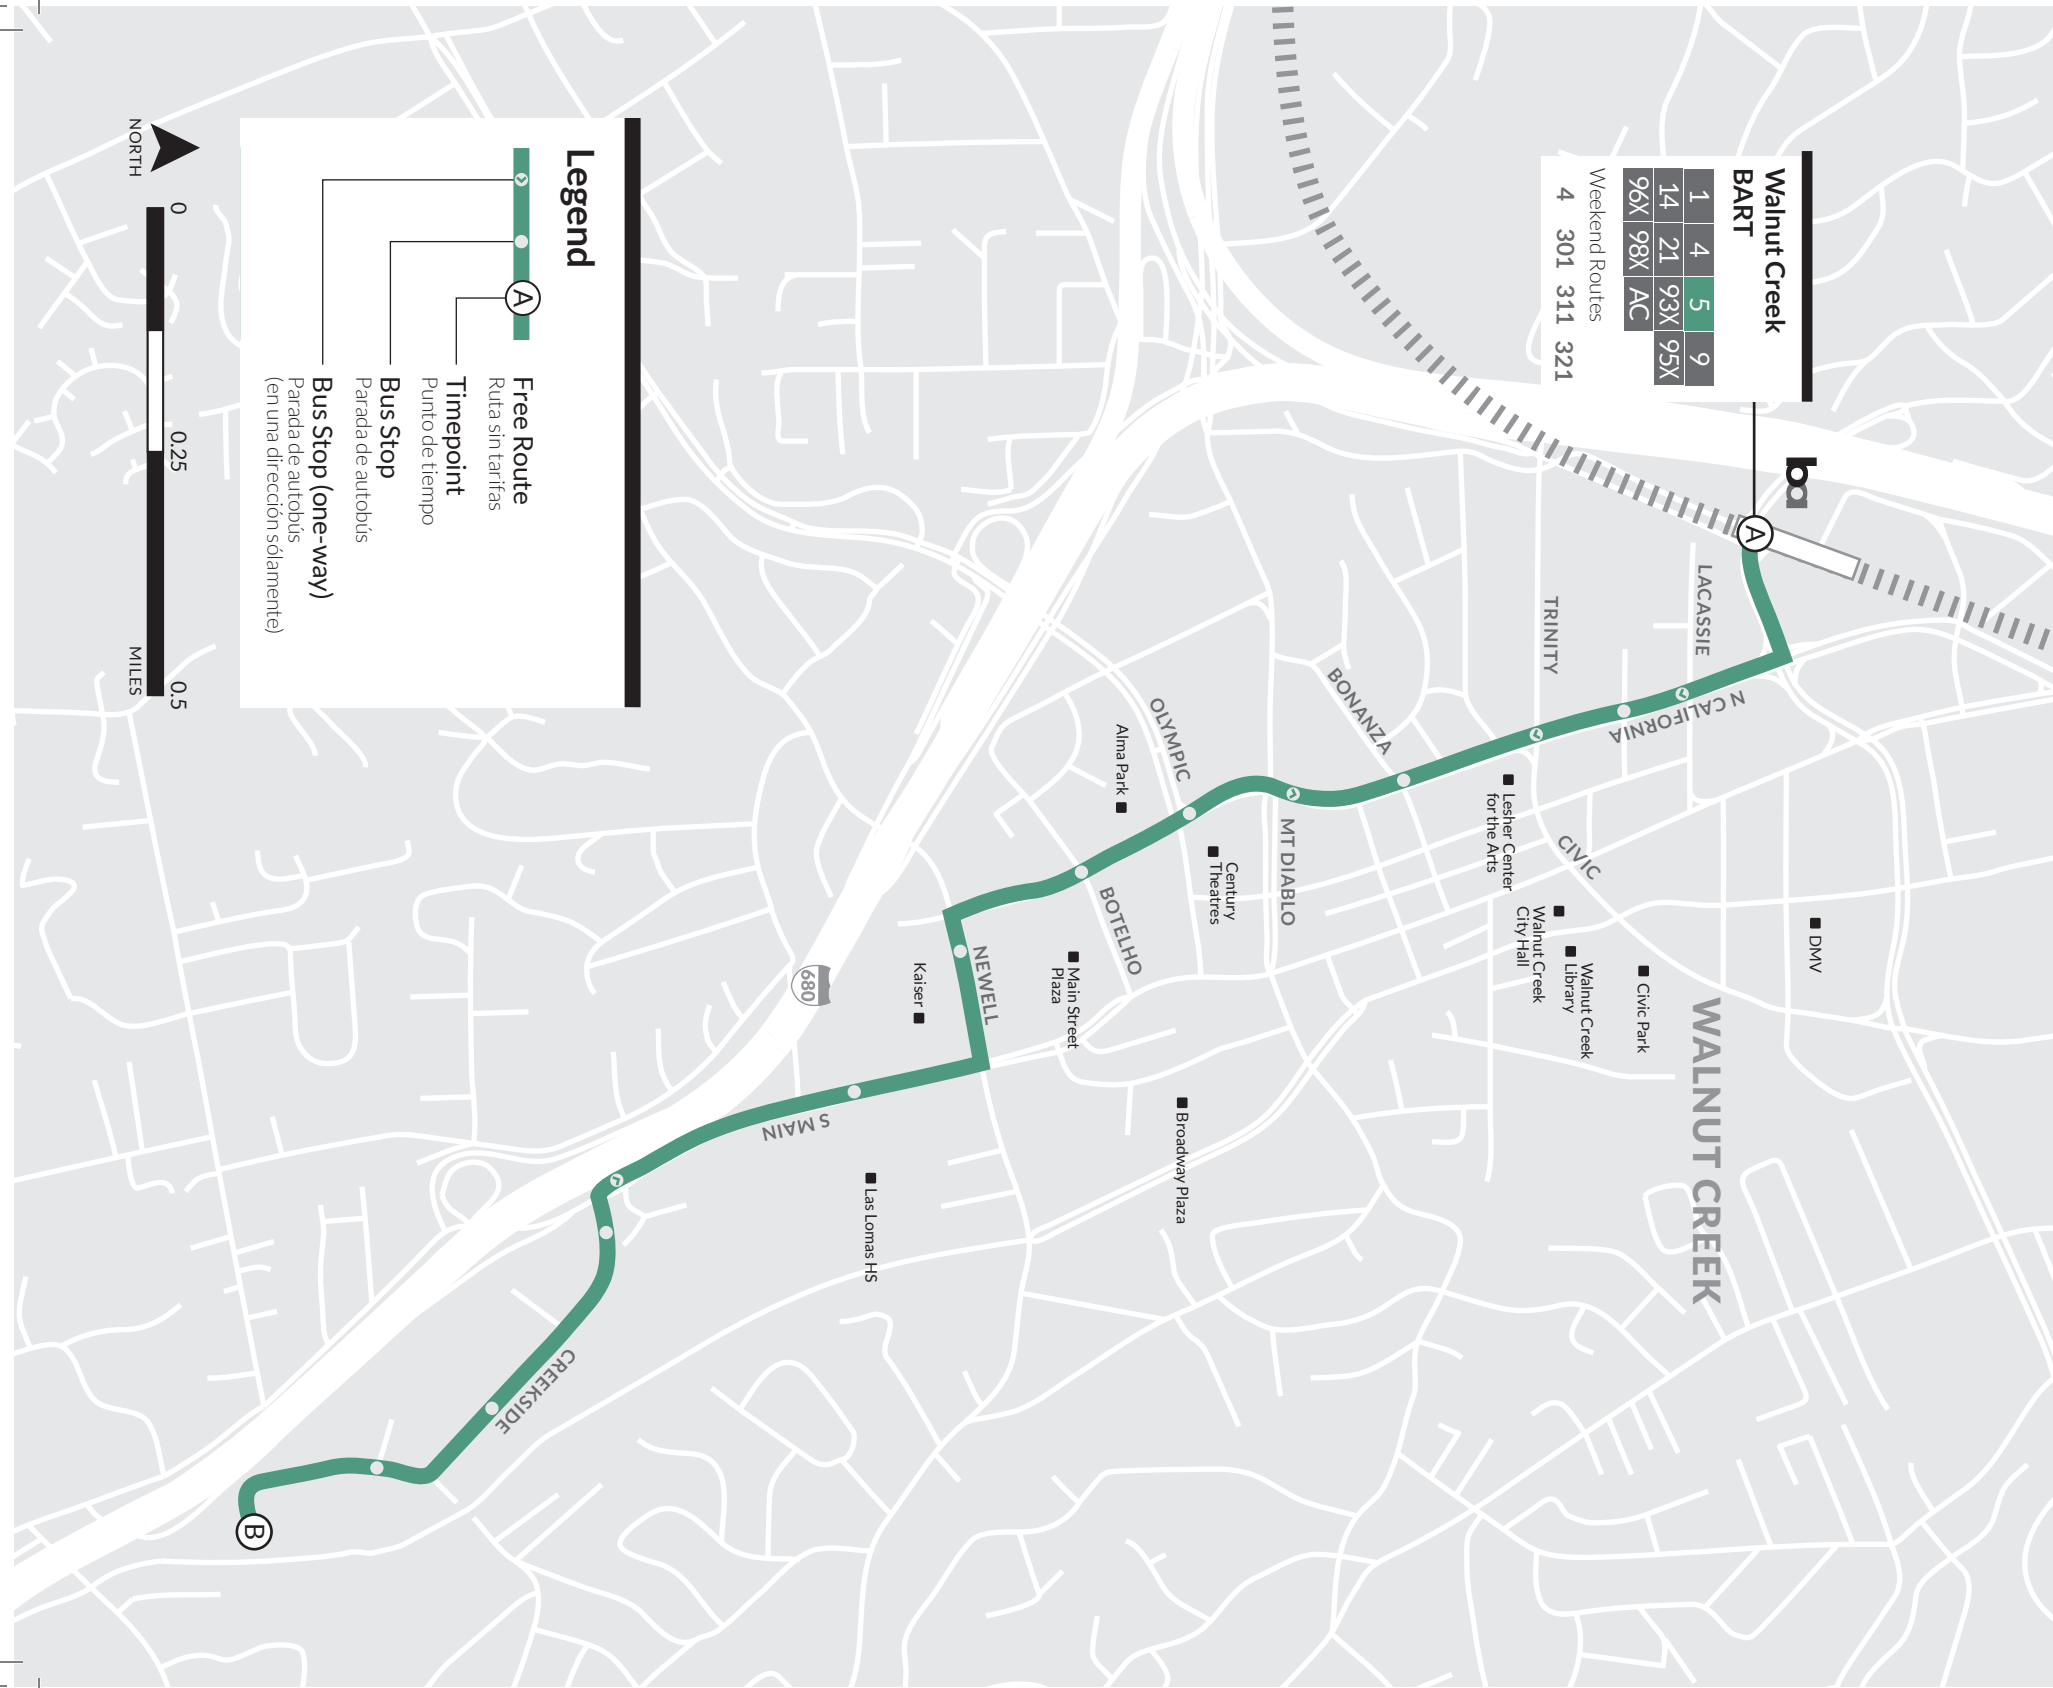 Walnut Creek
BART
1 4 5 9
14 21 93X 95X
96X 98X AC
Weekend Routes
4 301 311 321
ba
A
LACASSIE
TRINITY
N CALIFORNIA
BONANZA
OLYMPIC
Alma Park
Lesher Center
for the Arts
CIVIC
MT DIABLO
Century
Theatres
BOTELHO
DMV
Walnut Creek
City Hall
Walnut Creek
Library
Civic Park
WALNUT CREEK
Main Street
Plaza
NEWELL
Kaiser
680
Broadway Plaza
S MAIN
Las Lomas HS
CREEKSIDE
B
Legend
A
Free Route
Ruta sin tarifas
Timepoint
Punto de tiempo
Bus Stop
Parada de autobús
Bus Stop (one-way)
Parada de autobús
(en una dirección sólamente)
NORTH
0 0.25 0.5
MILES